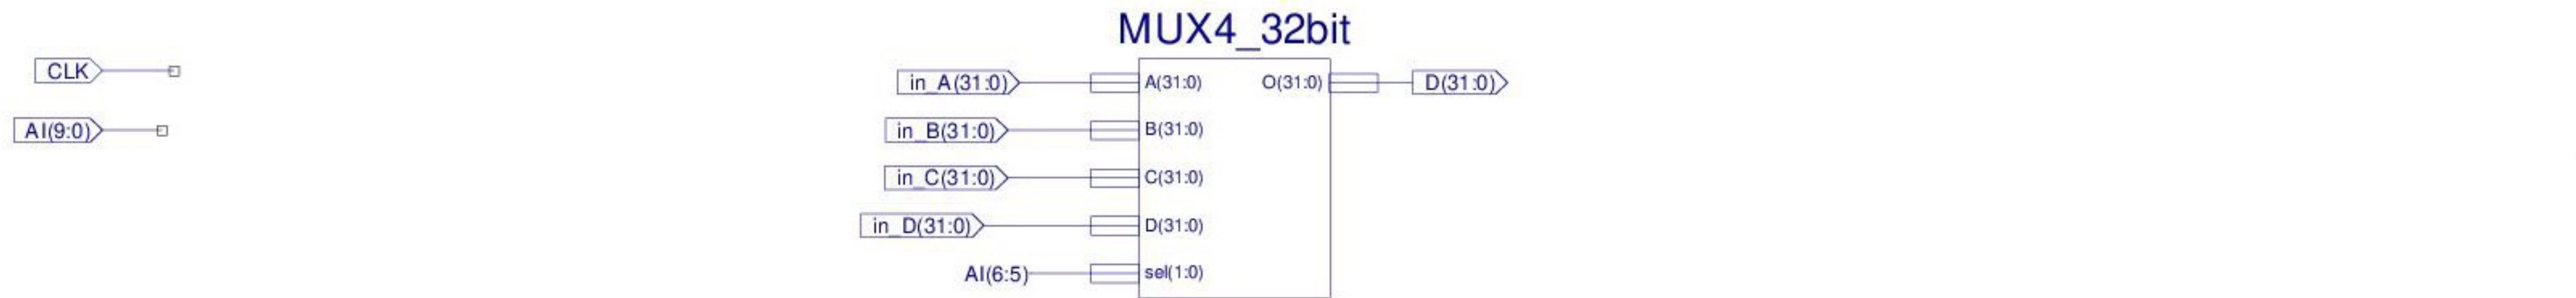 MUX4_32bit
CLK
AI(9:0)
in_A(31:0)
A(31:0)
O(31:0)
D(31:0)
in_B(31:0)
B(31:0)
in_C(31:0)
C(31:0)
in_D(31:0)
D(31:0)
AI(6:5)
sel(1:0)